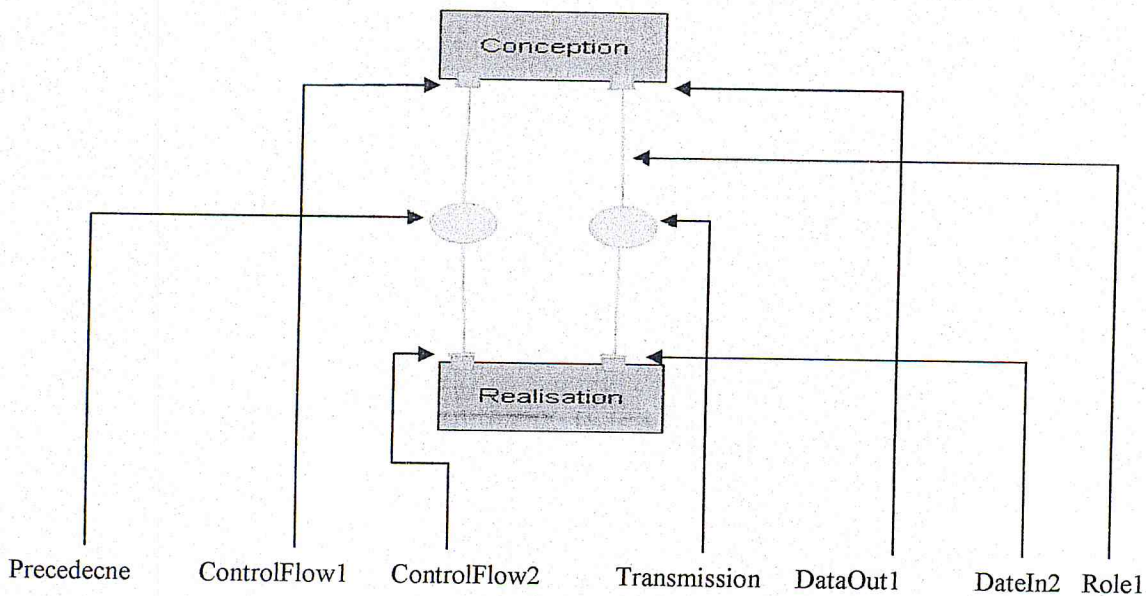 Conception
Realisation
Precedecne ControlFlow1 ControlFlow2 Transmission DataOut1 DateIn2 Role1